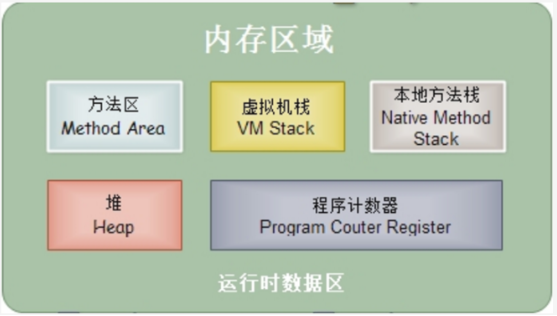 内存区域
方法区
Method Area
虚拟机栈
VM Stack
本地方法栈
Native Method
Stack
堆
Heap
程序计数器
Program Couter Register
运行时数据区